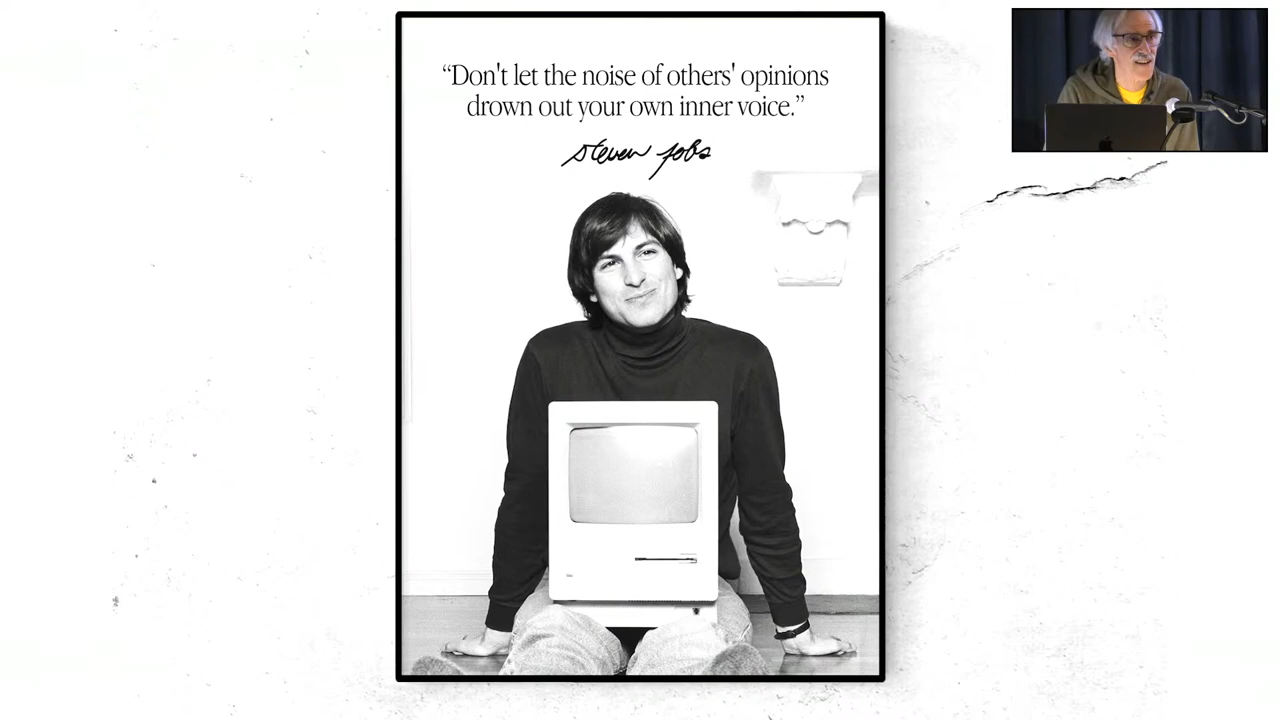 “Don't let the noise of others' opinions
drown out your own inner voice.”
steven jobs